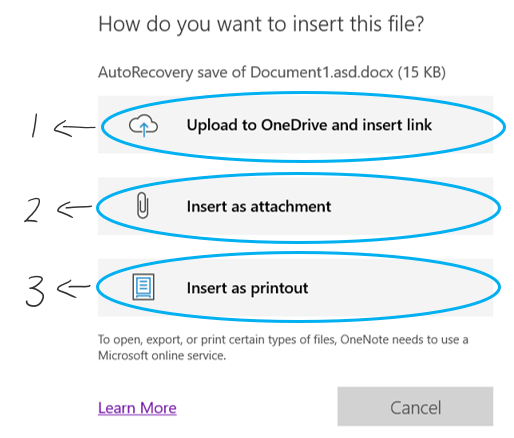 How do you want to insert this file?
AutoRecovery save of Document1.asd.docx (15 KB)
1 Upload to OneDrive and insert link
2 Insert as attachment
3 Insert as printout
To open, export, or print certain types of files, OneNote needs to use a
Microsoft online service.
Learn More Cancel